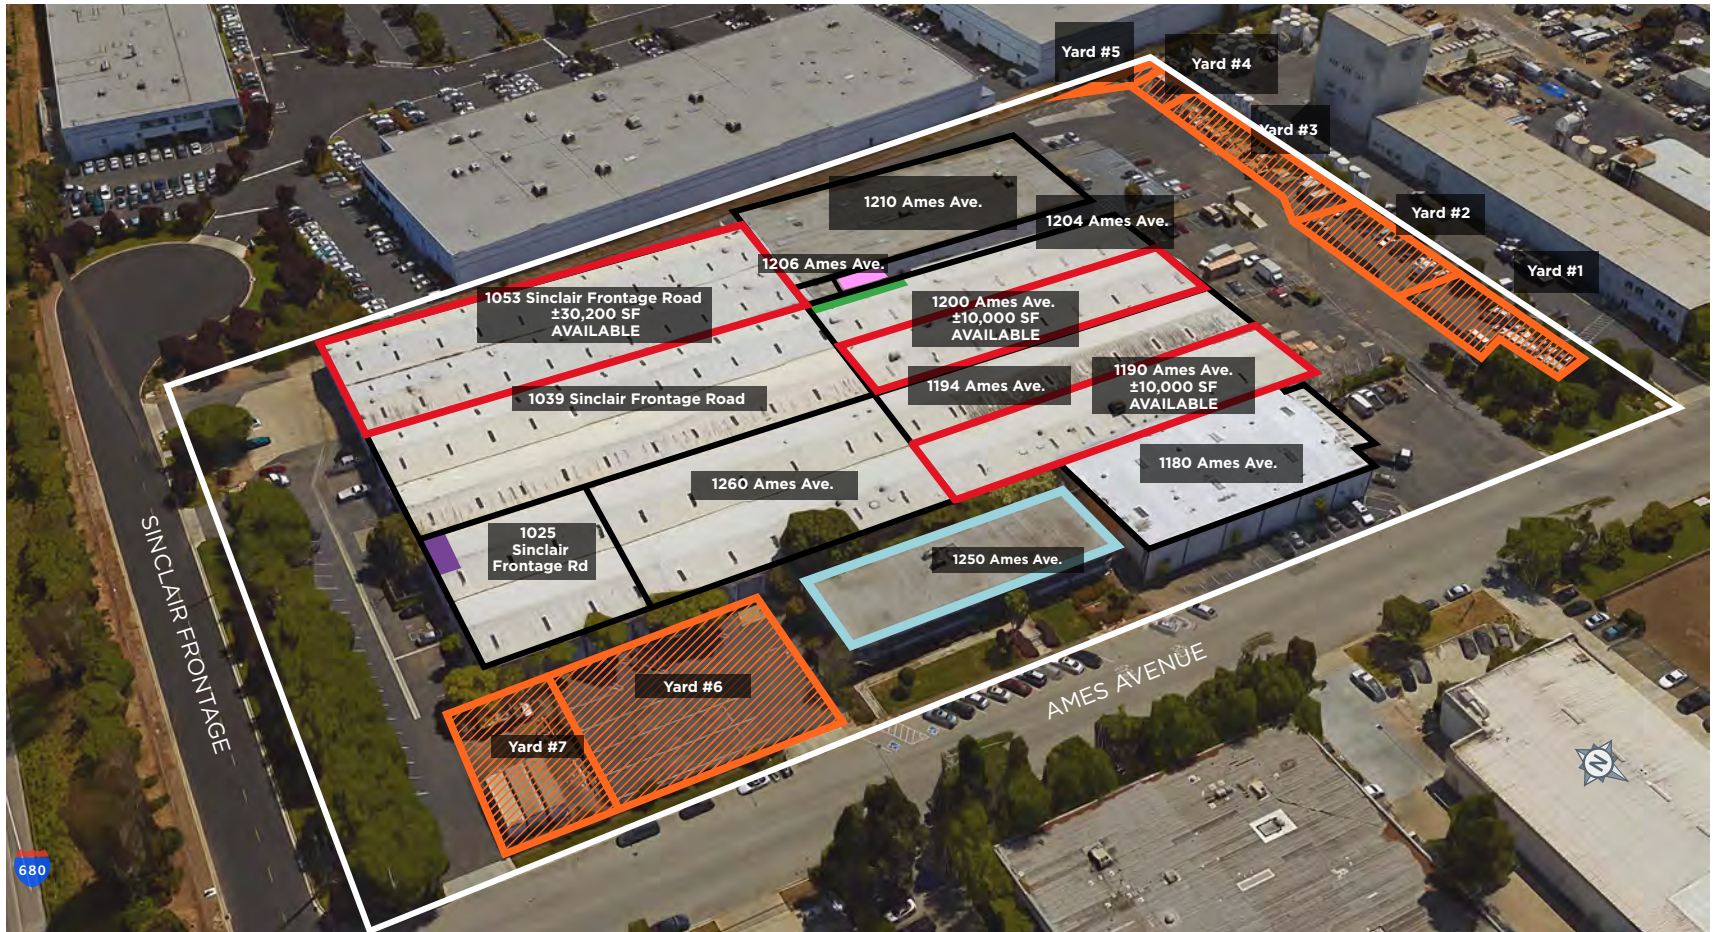 Yard #5
Yard #4
Yard #3
Yard #2
Yard #1
1210 Ames Ave.
1204 Ames Ave.
1206 Ames Ave.
1053 Sinclair Frontage Road
±30,200 SF
AVAILABLE
1200 Ames Ave.
±10,000 SF
AVAILABLE
1039 Sinclair Frontage Road
1194 Ames Ave.
1190 Ames Ave.
±10,000 SF
AVAILABLE
1180 Ames Ave.
1260 Ames Ave.
1025
Sinclair
Frontage Rd
1250 Ames Ave.
SINCLAIR FRONTAGE
AMES AVENUE
Yard #6
Yard #7
N
680